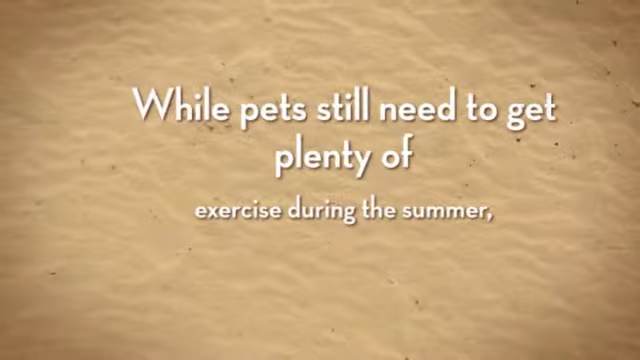 While pets still need to get
plenty of
exercise during the summer,